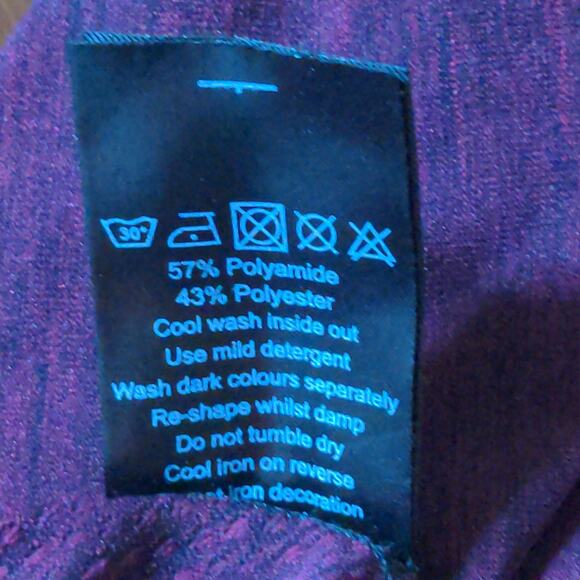 30°
57% Polyamide
43% Polyester
Cool wash inside out
Use mild detergent
Wash dark colours separately
Re-shape whilst damp
Do not tumble dry
Cool iron on reverse
iron decoration